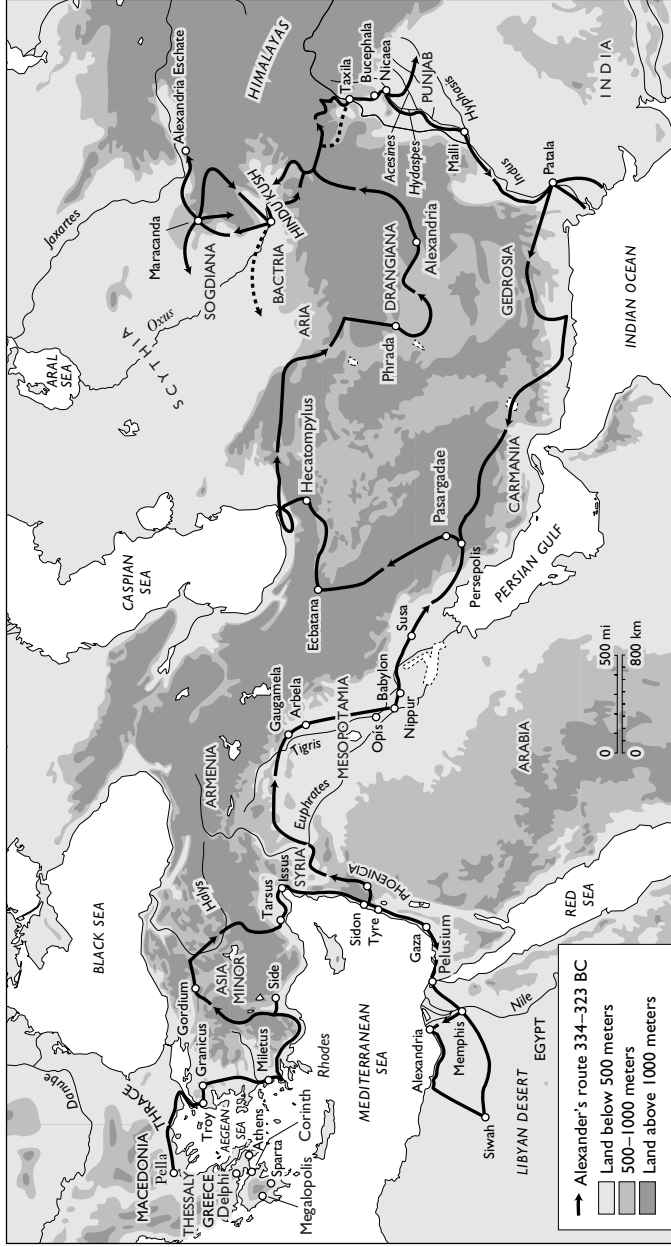 MACEDONIA
Pella
THRACE
Danube
THESSALY
GREECE
Delphi
AEGEAN
SEA
Athens
Corinth
Sparta
Megalopolis
Troy
Granicus
Miletus
Rhodes
BLACK SEA
Gordium
ASIA
MINOR
Side
Halys
Tarsus
Issus
SYRIA
PHOENICIA
Sidon
Tyre
Gaza
Pelusium
MEDITERRANEAN
SEA
Alexandria
Memphis
Siwah
Nile
EGYPT
LIBYAN DESERT
RED
SEA
ARABIA
ARMENIA
Euphrates
Tigris
MESOPOTAMIA
Gaugamela
Arbela
Opis
Babylon
Nippur
Susa
CASPIAN
SEA
Ecbatana
Hecatompylus
Pasargadae
Persepolis
PERSIAN GULF
CARMANIA
ARAL
SEA
SCYTHIA
Oxus
Jaxartes
SOGDIANA
Maracanda
Alexandria Eschate
BACTRIA
HINDU KUSH
HIMALAYAS
ARIA
DRANGIANA
Phrada
Alexandria
GEDROSIA
Taxila
Bucephala
Nicaea
PUNJAB
Acesines
Hydaspes
Hyphasis
Malli
Indus
Patala
INDIA
INDIAN OCEAN
0 500 mi
0 800 km
Alexander's route 334–323 BC
Land below 500 meters
500–1000 meters
Land above 1000 meters